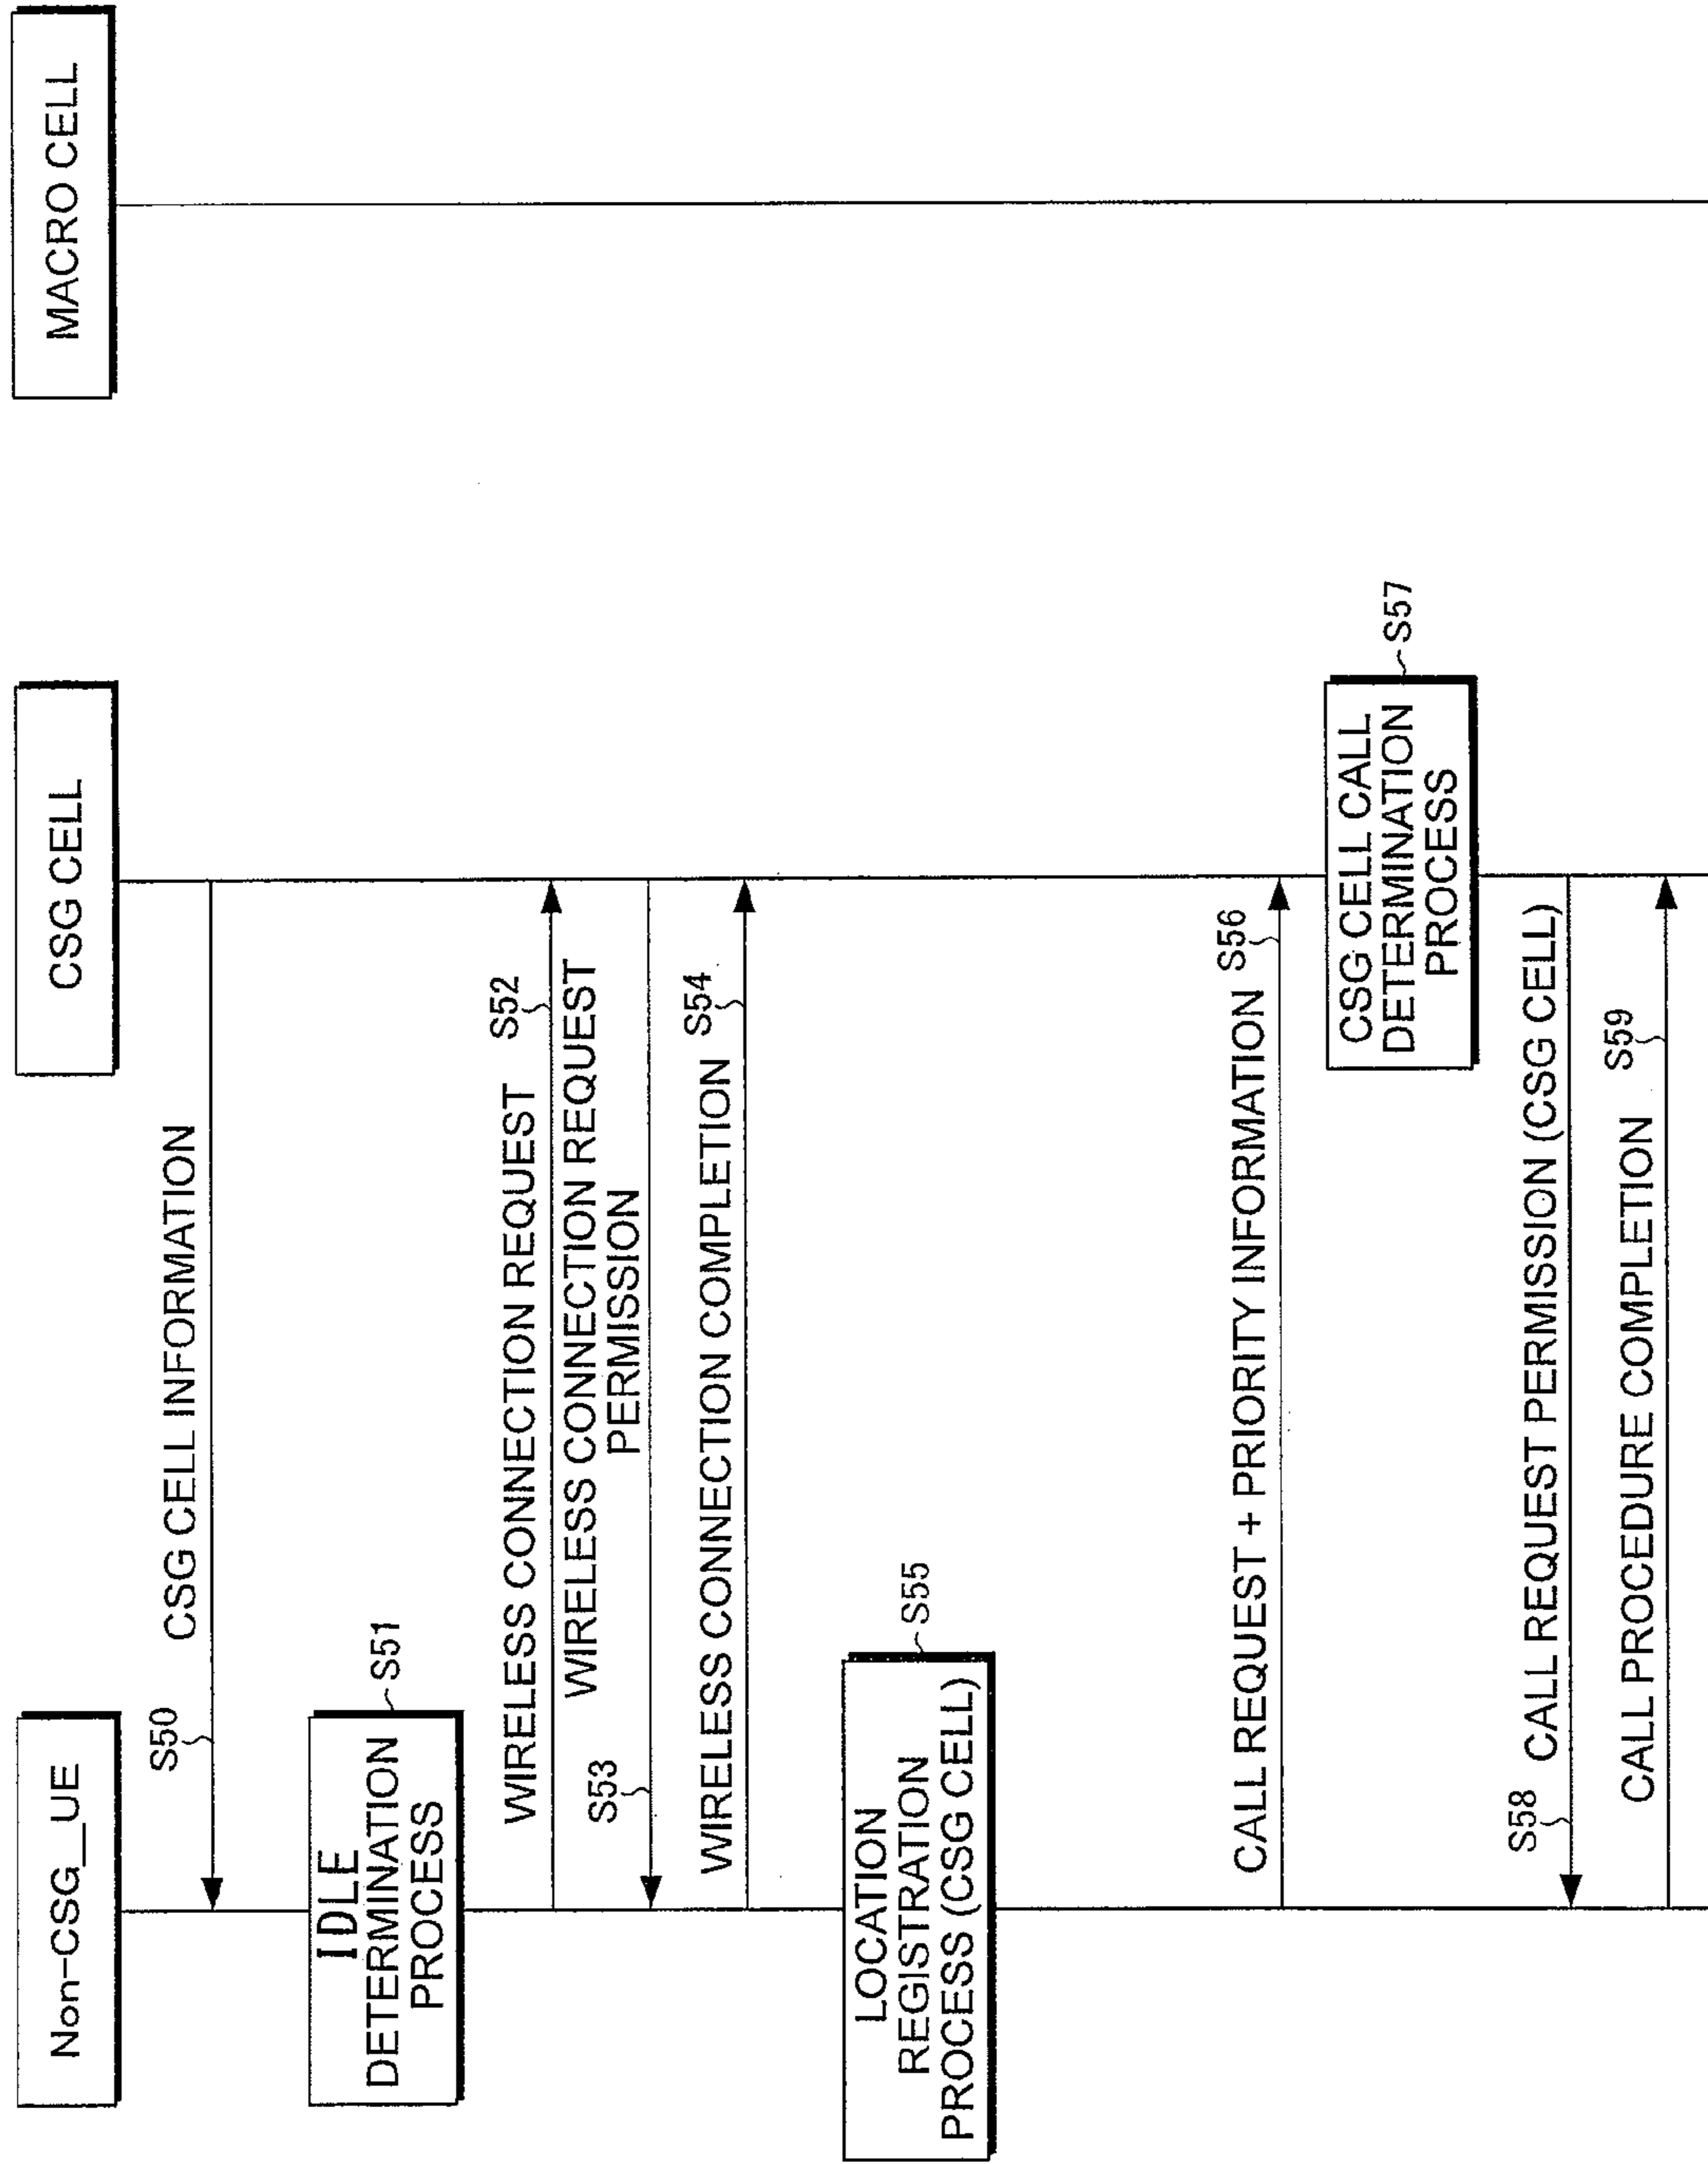 Non-CSG_UE
CSG CELL
MACRO CELL
S50
CSG CELL INFORMATION
IDLE
DETERMINATION
PROCESS
S51
WIRELESS CONNECTION REQUEST
S52
WIRELESS CONNECTION REQUEST
PERMISSION
S53
WIRELESS CONNECTION COMPLETION
S54
LOCATION
REGISTRATION
PROCESS (CSG CELL)
S55
CALL REQUEST + PRIORITY INFORMATION
S56
CSG CELL CALL
DETERMINATION
PROCESS
S57
S58
CALL REQUEST PERMISSION (CSG CELL)
CALL PROCEDURE COMPLETION
S59